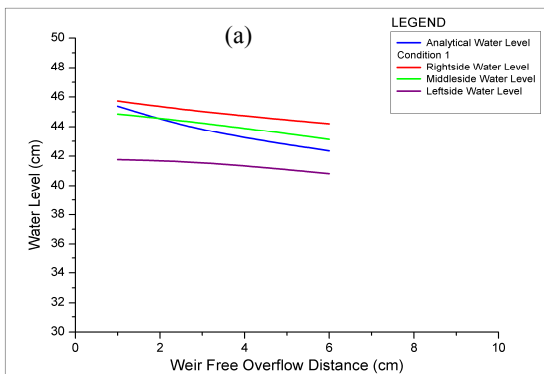 (a)
LEGEND
Analytical Water Level
Condition 1
Rightside Water Level
Middleside Water Level
Leftside Water Level
Water Level (cm)
50
48
46
44
42
40
38
36
34
32
30
0 2 4 6 8 10
Weir Free Overflow Distance (cm)